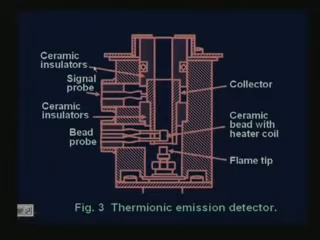 Ceramic
insulators
Signal
probe
Ceramic
insulators
Bead
probe
Collector
Ceramic
bead with
heater coil
Flame tip
Fig. 3 Thermionic emission detector.